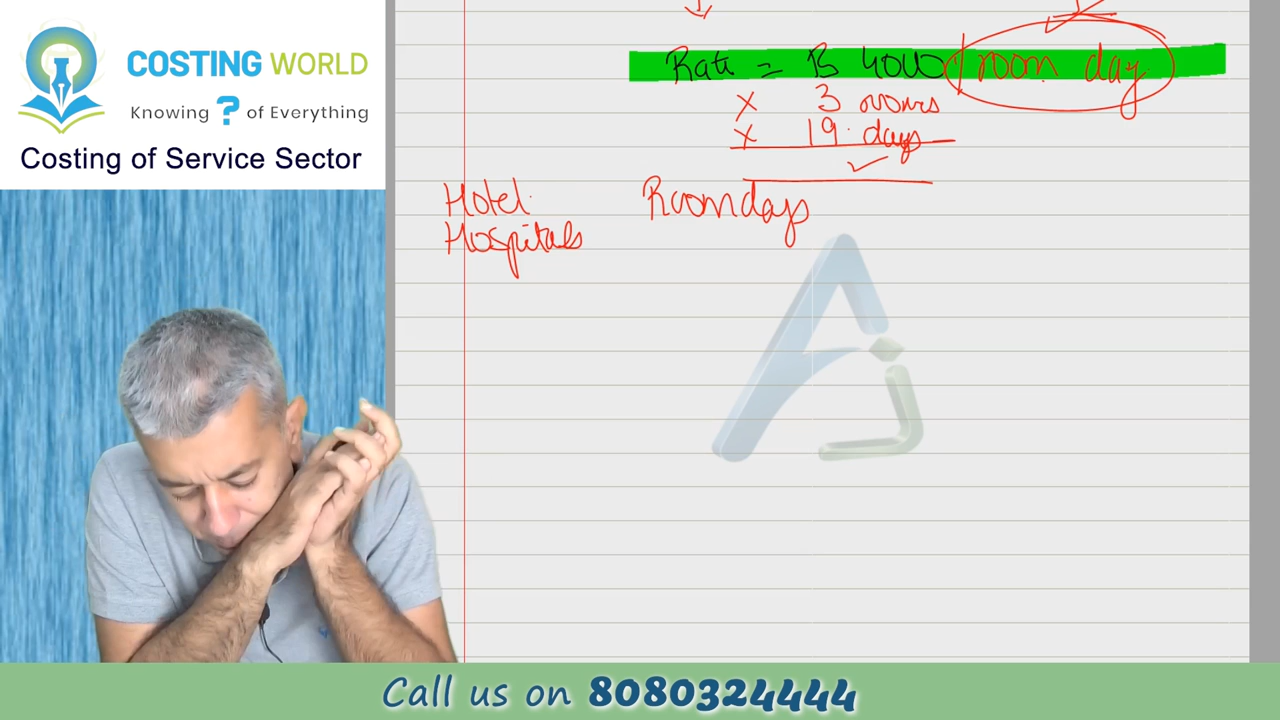 COSTING WORLD
Knowing ? of Everything
Costing of Service Sector
Rate = ₨ 4000 / room day
x 3 rooms
x 19 days
Hotel Roomdays
Hospitals
Call us on 8080324444